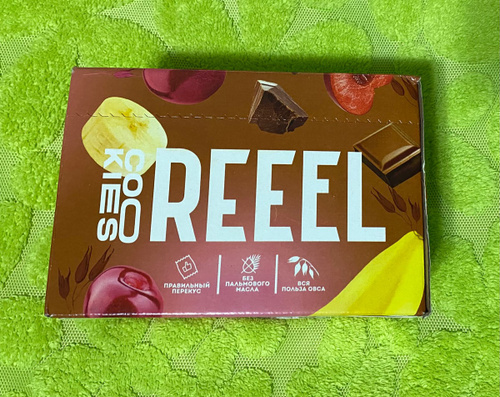 COO
KIES
REEEL
ПРАВИЛЬНЫЙ
ПЕРЕКУС
БЕЗ
ПАЛЬМОВОГО
МАСЛА
ВСЯ
ПОЛЬЗА ОВСА